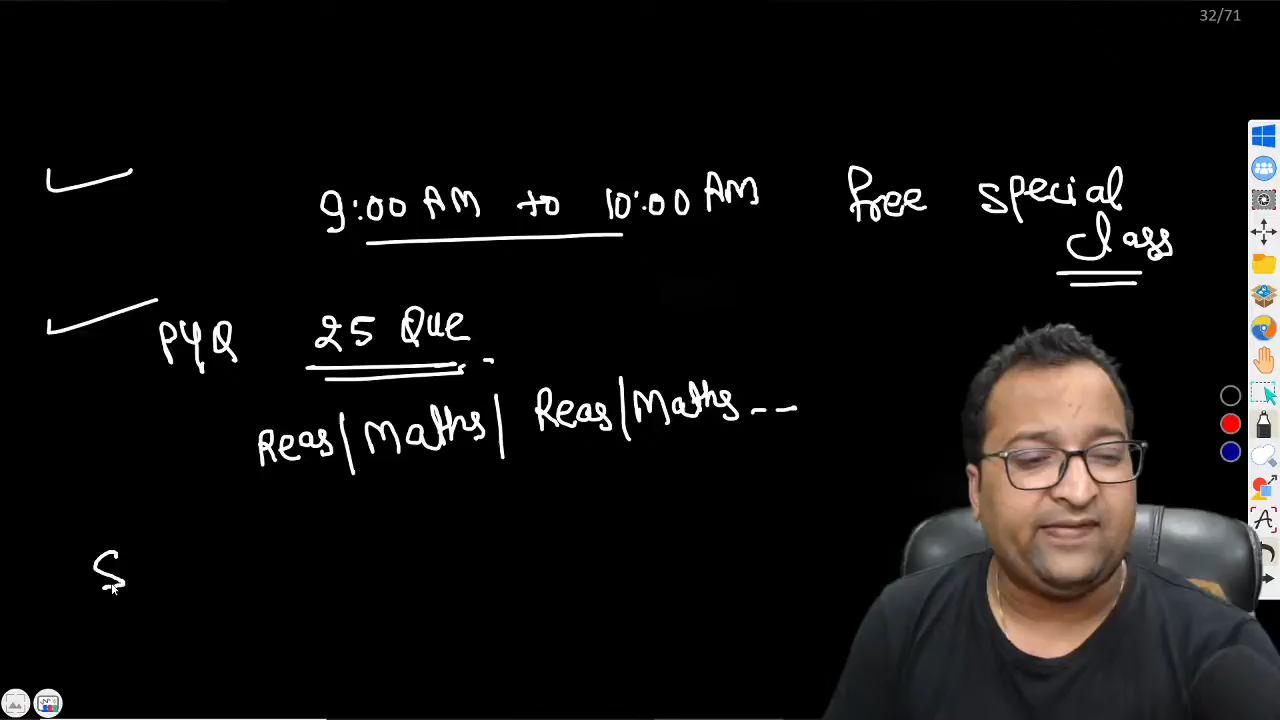 32/71
9:00 AM to 10:00 AM free special
class
PYQ 25 Que
Reas/Maths/ Reas/Maths --
S